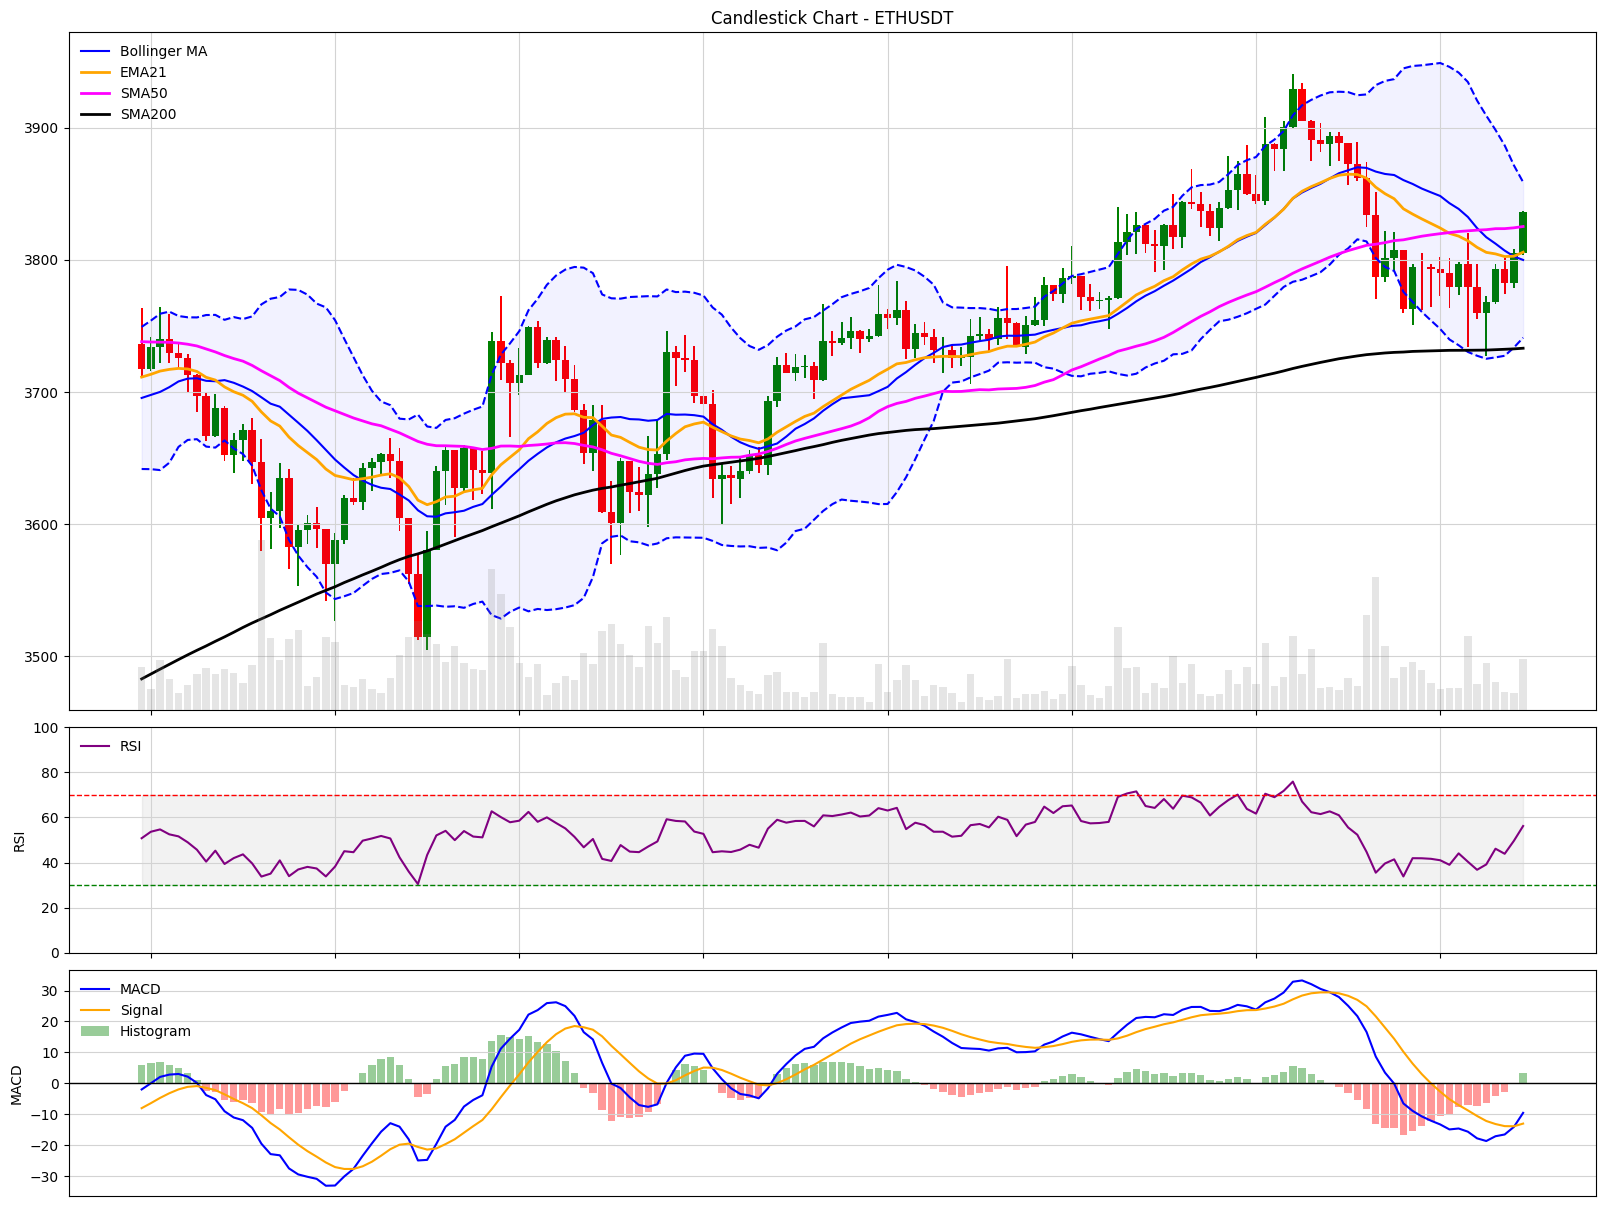 Candlestick Chart - ETHUSDT
Bollinger MA
EMA21
SMA50
SMA200
3900
3800
3700
3600
3500
RSI
100
80
60
40
20
0
RSI
MACD
Signal
Histogram
30
20
10
0
−10
−20
−30
MACD